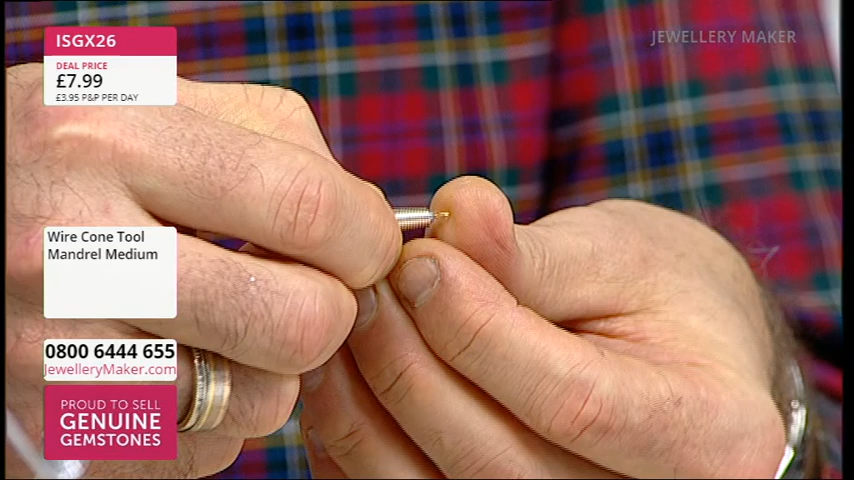 ISGX26
DEAL PRICE
£7.99
£3.95 P&P PER DAY
JEWELLERY MAKER
Wire Cone Tool
Mandrel Medium
0800 6444 655
JewelleryMaker.com
PROUD TO SELL
GENUINE
GEMSTONES